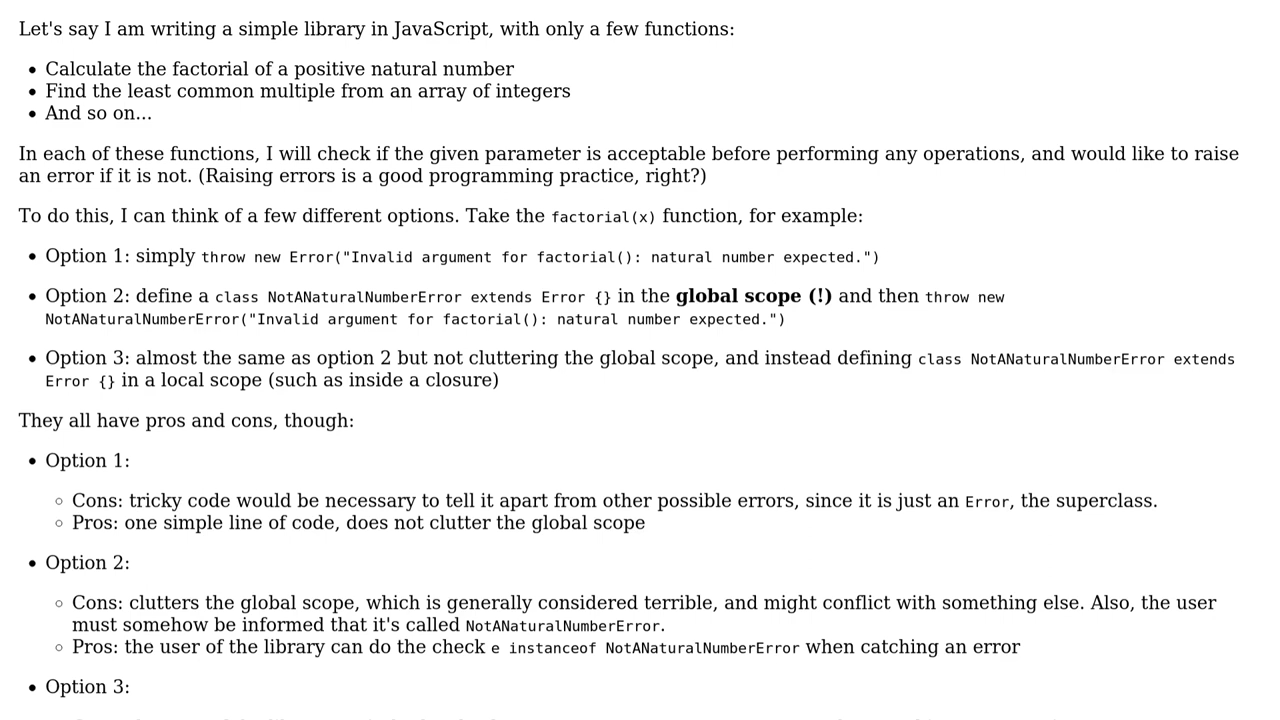 Let's say I am writing a simple library in JavaScript, with only a few functions:
• Calculate the factorial of a positive natural number
• Find the least common multiple from an array of integers
• And so on...
In each of these functions, I will check if the given parameter is acceptable before performing any operations, and would like to raise
an error if it is not. (Raising errors is a good programming practice, right?)
To do this, I can think of a few different options. Take the factorial(x) function, for example:
• Option 1: simply throw new Error("Invalid argument for factorial(): natural number expected.")
• Option 2: define a class NotANaturalNumberError extends Error {} in the global scope (!) and then throw new
NotANaturalNumberError("Invalid argument for factorial(): natural number expected.")
• Option 3: almost the same as option 2 but not cluttering the global scope, and instead defining class NotANaturalNumberError extends
Error {} in a local scope (such as inside a closure)
They all have pros and cons, though:
• Option 1:
◦ Cons: tricky code would be necessary to tell it apart from other possible errors, since it is just an Error, the superclass.
◦ Pros: one simple line of code, does not clutter the global scope
• Option 2:
◦ Cons: clutters the global scope, which is generally considered terrible, and might conflict with something else. Also, the user
must somehow be informed that it's called NotANaturalNumberError.
◦ Pros: the user of the library can do the check e instanceof NotANaturalNumberError when catching an error
• Option 3: